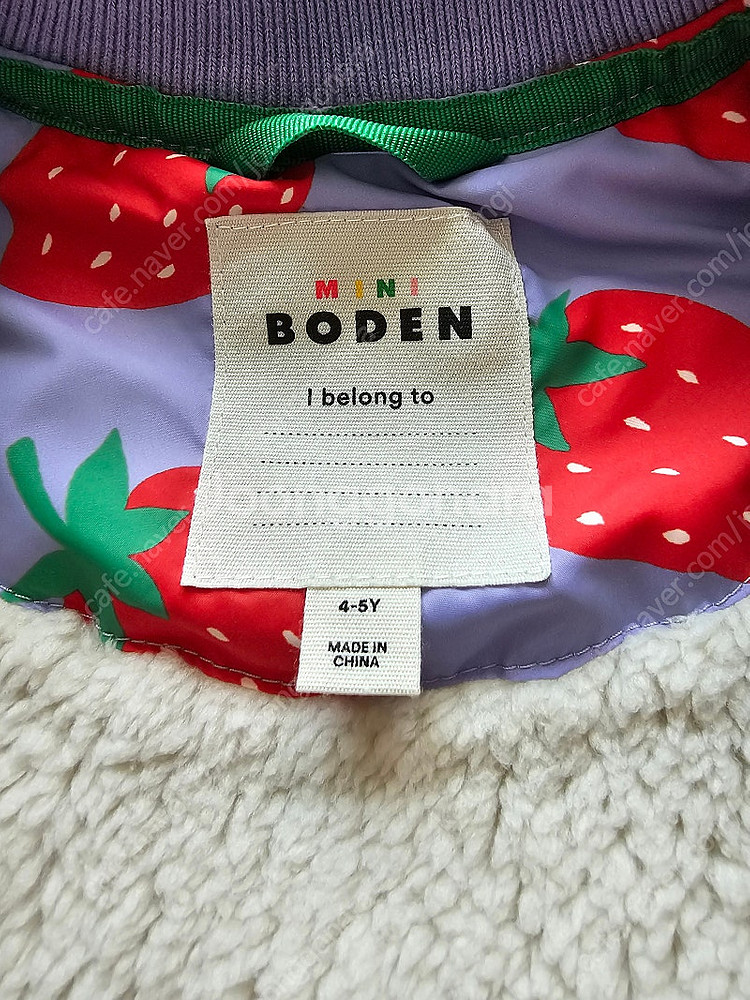 MINI
BODEN
I belong to
4-5Y
MADE IN
CHINA